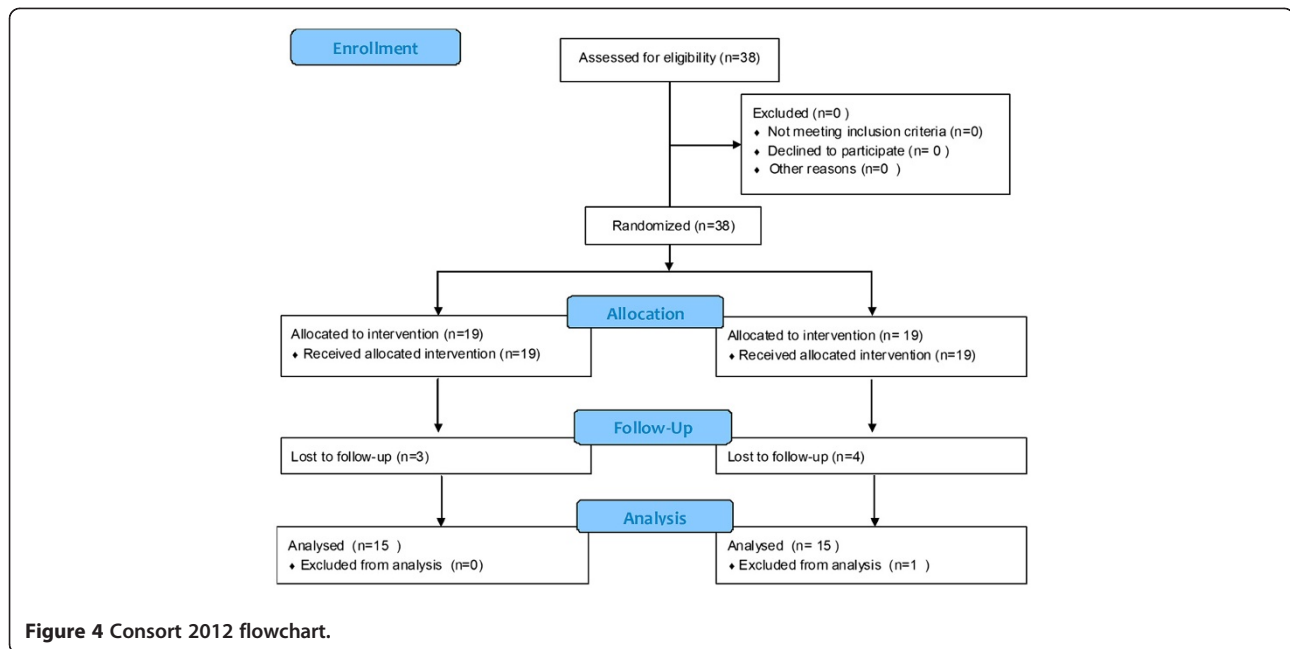 Enrollment
Assessed for eligibility (n=38)
Excluded (n=0 )
♦ Not meeting inclusion criteria (n=0)
♦ Declined to participate (n= 0 )
♦ Other reasons (n=0 )
Randomized (n=38)
Allocation
Allocated to intervention (n=19)
♦ Received allocated intervention (n=19)
Allocated to intervention (n= 19)
♦ Received allocated intervention (n=19)
Follow-Up
Lost to follow-up (n=3)
Lost to follow-up (n=4)
Analysis
Analysed (n=15 )
♦ Excluded from analysis (n=0)
Analysed (n= 15)
♦ Excluded from analysis (n=1 )
Figure 4 Consort 2012 flowchart.